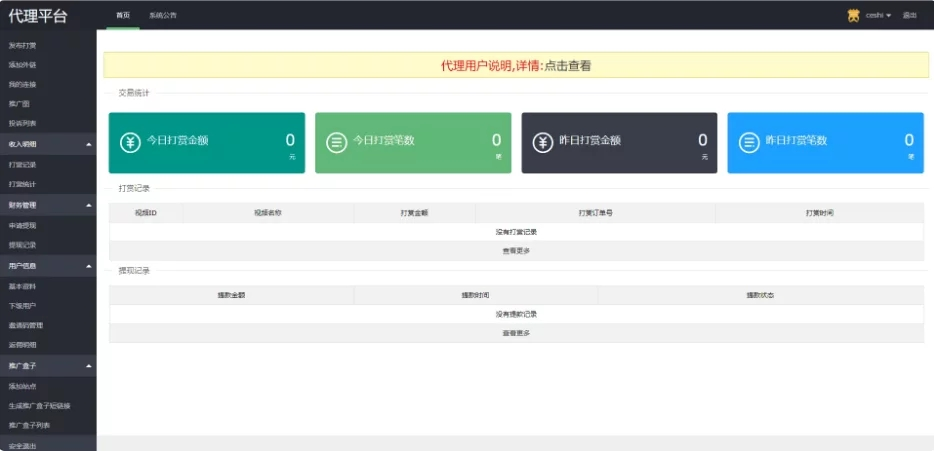 代理平台
首页 系统公告
ceshi 退出
发布打赏
添加外链
我的连接
推广图
投诉列表
收入明细
打赏记录
打赏统计
财务管理
申请提现
提现记录
用户信息
基本资料
下级用户
邀请码管理
返佣明细
推广盒子
添加站点
生成推广盒子短链接
推广盒子列表
安全退出
代理用户说明,详情:点击查看
交易统计
今日打赏金额 0 元
今日打赏笔数 0 笔
昨日打赏金额 0 元
昨日打赏笔数 0 笔
打赏记录
视频ID 视频名称 打赏金额 打赏订单号 打赏时间
没有打赏记录
查看更多
提现记录
提款金额 提款时间 提款状态
没有提款记录
查看更多